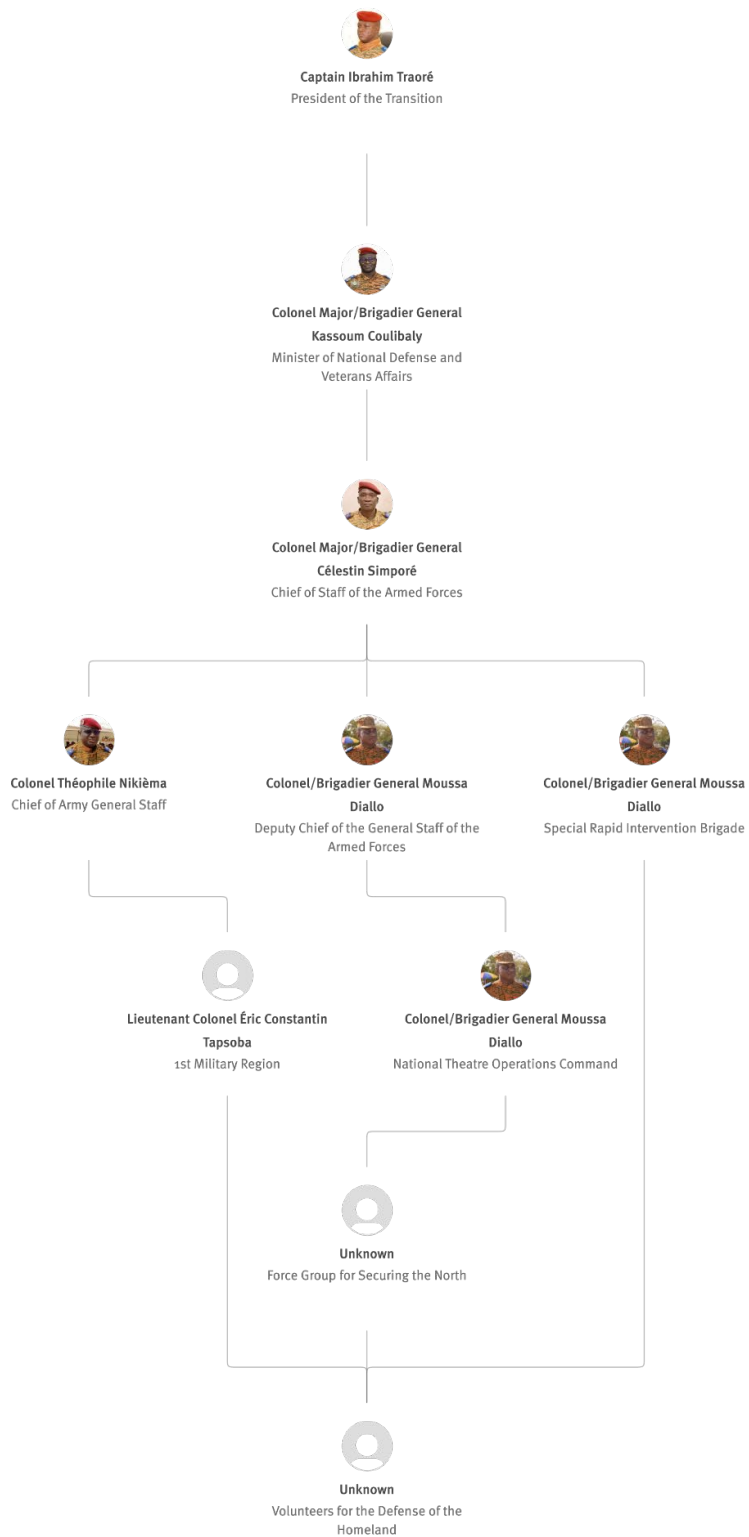 Captain Ibrahim Traoré
President of the Transition
Colonel Major/Brigadier General
Kassoum Coulibaly
Minister of National Defense and
Veterans Affairs
Colonel Major/Brigadier General
Célestin Simporé
Chief of Staff of the Armed Forces
Colonel Théophile Nikièma
Chief of Army General Staff
Colonel/Brigadier General Moussa
Diallo
Deputy Chief of the General Staff of the
Armed Forces
Colonel/Brigadier General Moussa
Diallo
Special Rapid Intervention Brigade
Lieutenant Colonel Éric Constantin
Tapsoba
1st Military Region
Colonel/Brigadier General Moussa
Diallo
National Theatre Operations Command
Unknown
Force Group for Securing the North
Unknown
Volunteers for the Defense of the
Homeland